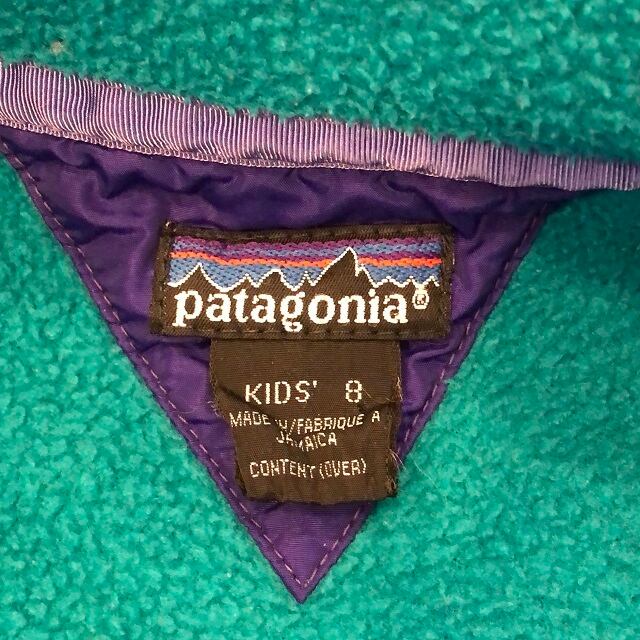 patagonia®
KIDS' 8
MADE IN/FABRIQUE A
JAMAICA
CONTENT (OVER)